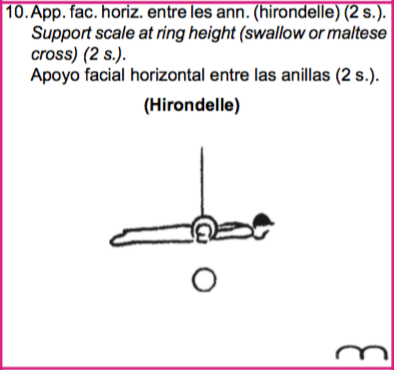 10. App. fac. horiz. entre les ann. (hirondelle) (2 s.).
Support scale at ring height (swallow or maltese
cross) (2 s.).
Apoyo facial horizontal entre las anillas (2 s.).
(Hirondelle)